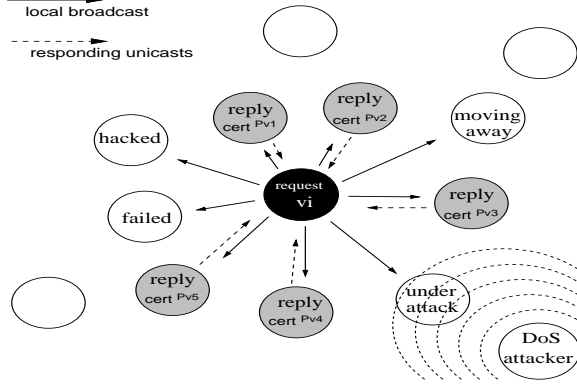 local broadcast
responding unicasts
reply
cert Pv1
reply
cert Pv2
moving
away
hacked
request
vi
reply
cert Pv3
failed
reply
cert Pv5
reply
cert Pv4
under
attack
DoS
attacker